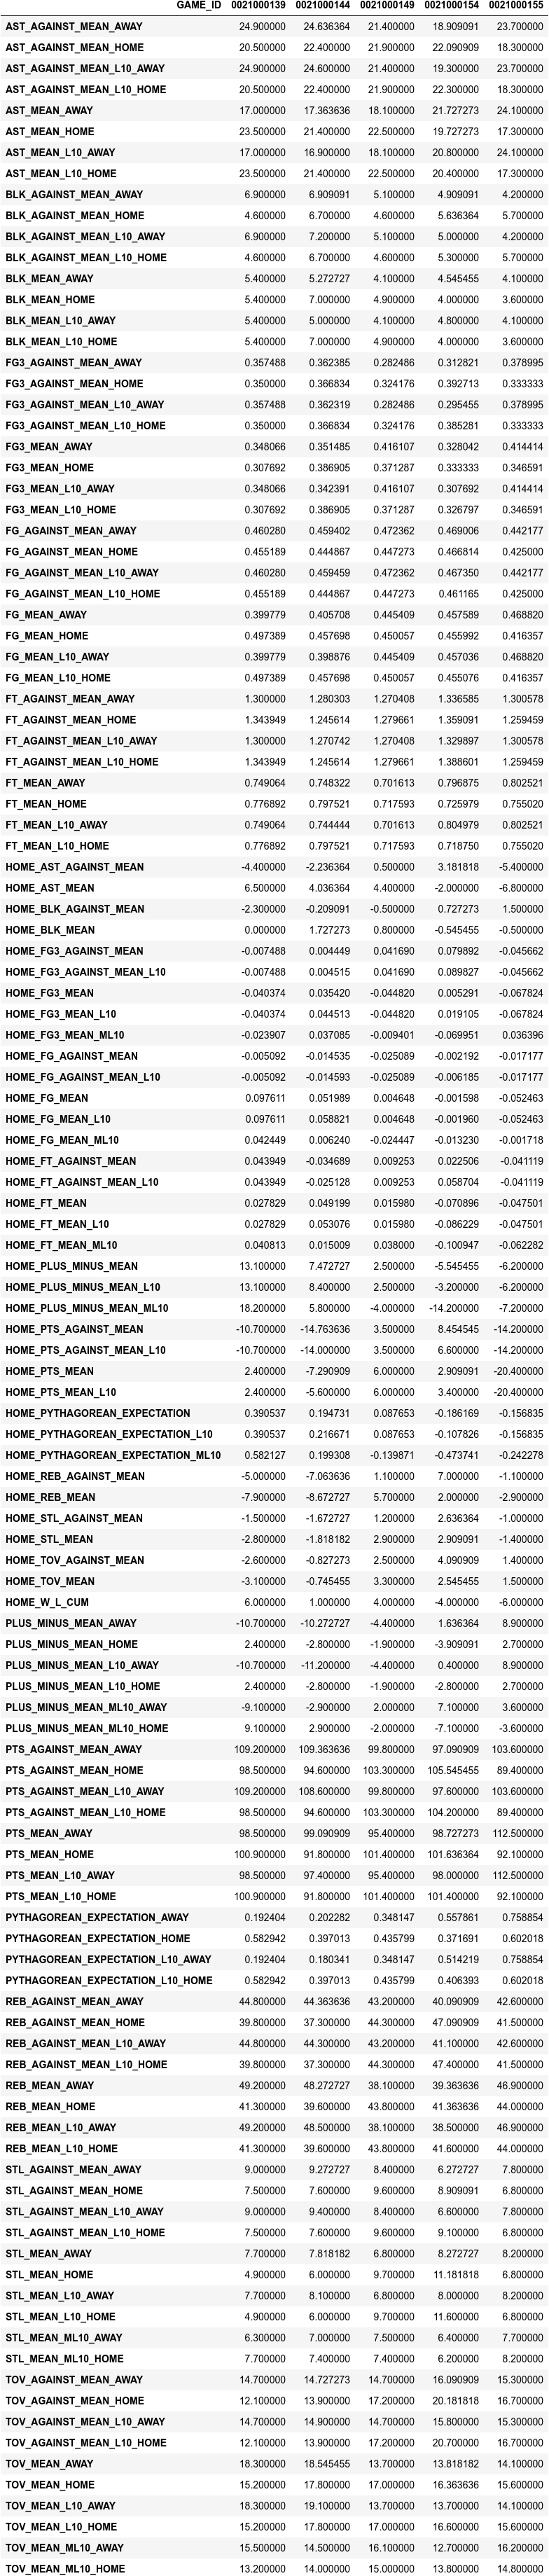 GAME_ID 0021000139 0021000144 0021000149 0021000154 0021000155
AST_AGAINST_MEAN_AWAY 24.900000 24.636364 21.400000 18.909091 23.700000
AST_AGAINST_MEAN_HOME 20.500000 22.400000 21.900000 22.090909 18.300000
AST_AGAINST_MEAN_L10_AWAY 24.900000 24.600000 21.400000 19.300000 23.700000
AST_AGAINST_MEAN_L10_HOME 20.500000 22.400000 21.900000 22.300000 18.300000
AST_MEAN_AWAY 17.000000 17.363636 18.100000 21.727273 24.100000
AST_MEAN_HOME 23.500000 21.400000 22.500000 19.727273 17.300000
AST_MEAN_L10_AWAY 17.000000 16.900000 18.100000 20.800000 24.100000
AST_MEAN_L10_HOME 23.500000 21.400000 22.500000 20.400000 17.300000
BLK_AGAINST_MEAN_AWAY 6.900000 6.909091 5.100000 4.909091 4.200000
BLK_AGAINST_MEAN_HOME 4.600000 6.700000 4.600000 5.636364 5.700000
BLK_AGAINST_MEAN_L10_AWAY 6.900000 7.200000 5.100000 5.000000 4.200000
BLK_AGAINST_MEAN_L10_HOME 4.600000 6.700000 4.600000 5.300000 5.700000
BLK_MEAN_AWAY 5.400000 5.272727 4.100000 4.545455 4.100000
BLK_MEAN_HOME 5.400000 7.000000 4.900000 4.000000 3.600000
BLK_MEAN_L10_AWAY 5.400000 5.000000 4.100000 4.800000 4.100000
BLK_MEAN_L10_HOME 5.400000 7.000000 4.900000 4.000000 3.600000
FG3_AGAINST_MEAN_AWAY 0.357488 0.362385 0.282486 0.312821 0.378995
FG3_AGAINST_MEAN_HOME 0.350000 0.366834 0.324176 0.392713 0.333333
FG3_AGAINST_MEAN_L10_AWAY 0.357488 0.362319 0.282486 0.295455 0.378995
FG3_AGAINST_MEAN_L10_HOME 0.350000 0.366834 0.324176 0.385281 0.333333
FG3_MEAN_AWAY 0.348066 0.351485 0.416107 0.328042 0.414414
FG3_MEAN_HOME 0.307692 0.386905 0.371287 0.333333 0.346591
FG3_MEAN_L10_AWAY 0.348066 0.342391 0.416107 0.307692 0.414414
FG3_MEAN_L10_HOME 0.307692 0.386905 0.371287 0.326797 0.346591
FG_AGAINST_MEAN_AWAY 0.460280 0.459402 0.472362 0.469006 0.442177
FG_AGAINST_MEAN_HOME 0.455189 0.444867 0.447273 0.466814 0.425000
FG_AGAINST_MEAN_L10_AWAY 0.460280 0.459459 0.472362 0.467350 0.442177
FG_AGAINST_MEAN_L10_HOME 0.455189 0.444867 0.447273 0.461165 0.425000
FG_MEAN_AWAY 0.399779 0.405708 0.445409 0.457589 0.468820
FG_MEAN_HOME 0.497389 0.457698 0.450057 0.455992 0.416357
FG_MEAN_L10_AWAY 0.399779 0.398876 0.445409 0.457036 0.468820
FG_MEAN_L10_HOME 0.497389 0.457698 0.450057 0.455076 0.416357
FT_AGAINST_MEAN_AWAY 1.300000 1.280303 1.270408 1.336585 1.300578
FT_AGAINST_MEAN_HOME 1.343949 1.245614 1.279661 1.359091 1.259459
FT_AGAINST_MEAN_L10_AWAY 1.300000 1.270742 1.270408 1.329897 1.300578
FT_AGAINST_MEAN_L10_HOME 1.343949 1.245614 1.279661 1.388601 1.259459
FT_MEAN_AWAY 0.749064 0.748322 0.701613 0.796875 0.802521
FT_MEAN_HOME 0.776892 0.797521 0.717593 0.725979 0.755020
FT_MEAN_L10_AWAY 0.749064 0.744444 0.701613 0.804979 0.802521
FT_MEAN_L10_HOME 0.776892 0.797521 0.717593 0.718750 0.755020
HOME_AST_AGAINST_MEAN -4.400000 -2.236364 0.500000 3.181818 -5.400000
HOME_AST_MEAN 6.500000 4.036364 4.400000 -2.000000 -6.800000
HOME_BLK_AGAINST_MEAN -2.300000 -0.209091 -0.500000 0.727273 1.500000
HOME_BLK_MEAN 0.000000 1.727273 0.800000 -0.545455 -0.500000
HOME_FG3_AGAINST_MEAN -0.007488 0.004449 0.041690 0.079892 -0.045662
HOME_FG3_AGAINST_MEAN_L10 -0.007488 0.004515 0.041690 0.089827 -0.045662
HOME_FG3_MEAN -0.040374 0.035420 -0.044820 0.005291 -0.067824
HOME_FG3_MEAN_L10 -0.040374 0.044513 -0.044820 0.019105 -0.067824
HOME_FG3_MEAN_ML10 -0.023907 0.037085 -0.009401 -0.069951 0.036396
HOME_FG_AGAINST_MEAN -0.005092 -0.014535 -0.025089 -0.002192 -0.017177
HOME_FG_AGAINST_MEAN_L10 -0.005092 -0.014593 -0.025089 -0.006185 -0.017177
HOME_FG_MEAN 0.097611 0.051989 0.004648 -0.001598 -0.052463
HOME_FG_MEAN_L10 0.097611 0.058821 0.004648 -0.001960 -0.052463
HOME_FG_MEAN_ML10 0.042449 0.006240 -0.024447 -0.013230 -0.001718
HOME_FT_AGAINST_MEAN 0.043949 -0.034689 0.009253 0.022506 -0.041119
HOME_FT_AGAINST_MEAN_L10 0.043949 -0.025128 0.009253 0.058704 -0.041119
HOME_FT_MEAN 0.027829 0.049199 0.015980 -0.070896 -0.047501
HOME_FT_MEAN_L10 0.027829 0.053076 0.015980 -0.086229 -0.047501
HOME_FT_MEAN_ML10 0.040813 0.015009 0.038000 -0.100947 -0.062282
HOME_PLUS_MINUS_MEAN 13.100000 7.472727 2.500000 -5.545455 -6.200000
HOME_PLUS_MINUS_MEAN_L10 13.100000 8.400000 2.500000 -3.200000 -6.200000
HOME_PLUS_MINUS_MEAN_ML10 18.200000 5.800000 -4.000000 -14.200000 -7.200000
HOME_PTS_AGAINST_MEAN -10.700000 -14.763636 3.500000 8.454545 -14.200000
HOME_PTS_AGAINST_MEAN_L10 -10.700000 -14.000000 3.500000 6.600000 -14.200000
HOME_PTS_MEAN 2.400000 -7.290909 6.000000 2.909091 -20.400000
HOME_PTS_MEAN_L10 2.400000 -5.600000 6.000000 3.400000 -20.400000
HOME_PYTHAGOREAN_EXPECTATION 0.390537 0.194731 0.087653 -0.186169 -0.156835
HOME_PYTHAGOREAN_EXPECTATION_L10 0.390537 0.216671 0.087653 -0.107826 -0.156835
HOME_PYTHAGOREAN_EXPECTATION_ML10 0.582127 0.199308 -0.139871 -0.473741 -0.242278
HOME_REB_AGAINST_MEAN -5.000000 -7.063636 1.100000 7.000000 -1.100000
HOME_REB_MEAN -7.900000 -8.672727 5.700000 2.000000 -2.900000
HOME_STL_AGAINST_MEAN -1.500000 -1.672727 1.200000 2.636364 -1.000000
HOME_STL_MEAN -2.800000 -1.818182 2.900000 2.909091 -1.400000
HOME_TOV_AGAINST_MEAN -2.600000 -0.827273 2.500000 4.090909 1.400000
HOME_TOV_MEAN -3.100000 -0.745455 3.300000 2.545455 1.500000
HOME_W_L_CUM 6.000000 1.000000 4.000000 -4.000000 -6.000000
PLUS_MINUS_MEAN_AWAY -10.700000 -10.272727 -4.400000 1.636364 8.900000
PLUS_MINUS_MEAN_HOME 2.400000 -2.800000 -1.900000 -3.909091 2.700000
PLUS_MINUS_MEAN_L10_AWAY -10.700000 -11.200000 -4.400000 0.400000 8.900000
PLUS_MINUS_MEAN_L10_HOME 2.400000 -2.800000 -1.900000 -2.800000 2.700000
PLUS_MINUS_MEAN_ML10_AWAY -9.100000 -2.900000 2.000000 7.100000 3.600000
PLUS_MINUS_MEAN_ML10_HOME 9.100000 2.900000 -2.000000 -7.100000 -3.600000
PTS_AGAINST_MEAN_AWAY 109.200000 109.363636 99.800000 97.090909 103.600000
PTS_AGAINST_MEAN_HOME 98.500000 94.600000 103.300000 105.545455 89.400000
PTS_AGAINST_MEAN_L10_AWAY 109.200000 108.600000 99.800000 97.600000 103.600000
PTS_AGAINST_MEAN_L10_HOME 98.500000 94.600000 103.300000 104.200000 89.400000
PTS_MEAN_AWAY 98.500000 99.090909 95.400000 98.727273 112.500000
PTS_MEAN_HOME 100.900000 91.800000 101.400000 101.636364 92.100000
PTS_MEAN_L10_AWAY 98.500000 97.400000 95.400000 98.000000 112.500000
PTS_MEAN_L10_HOME 100.900000 91.800000 101.400000 101.400000 92.100000
PYTHAGOREAN_EXPECTATION_AWAY 0.192404 0.202282 0.348147 0.557861 0.758854
PYTHAGOREAN_EXPECTATION_HOME 0.582942 0.397013 0.435799 0.371691 0.602018
PYTHAGOREAN_EXPECTATION_L10_AWAY 0.192404 0.180341 0.348147 0.514219 0.758854
PYTHAGOREAN_EXPECTATION_L10_HOME 0.582942 0.397013 0.435799 0.406393 0.602018
REB_AGAINST_MEAN_AWAY 44.800000 44.363636 43.200000 40.090909 42.600000
REB_AGAINST_MEAN_HOME 39.800000 37.300000 44.300000 47.090909 41.500000
REB_AGAINST_MEAN_L10_AWAY 44.800000 44.300000 43.200000 41.100000 42.600000
REB_AGAINST_MEAN_L10_HOME 39.800000 37.300000 44.300000 47.400000 41.500000
REB_MEAN_AWAY 49.200000 48.272727 38.100000 39.363636 46.900000
REB_MEAN_HOME 41.300000 39.600000 43.800000 41.363636 44.000000
REB_MEAN_L10_AWAY 49.200000 48.500000 38.100000 38.500000 46.900000
REB_MEAN_L10_HOME 41.300000 39.600000 43.800000 41.600000 44.000000
STL_AGAINST_MEAN_AWAY 9.000000 9.272727 8.400000 6.272727 7.800000
STL_AGAINST_MEAN_HOME 7.500000 7.600000 9.600000 8.909091 6.800000
STL_AGAINST_MEAN_L10_AWAY 9.000000 9.400000 8.400000 6.600000 7.800000
STL_AGAINST_MEAN_L10_HOME 7.500000 7.600000 9.600000 9.100000 6.800000
STL_MEAN_AWAY 7.700000 7.818182 6.800000 8.272727 8.200000
STL_MEAN_HOME 4.900000 6.000000 9.700000 11.181818 6.800000
STL_MEAN_L10_AWAY 7.700000 8.100000 6.800000 8.000000 8.200000
STL_MEAN_L10_HOME 4.900000 6.000000 9.700000 11.600000 6.800000
STL_MEAN_ML10_AWAY 6.300000 7.000000 7.500000 6.400000 7.700000
STL_MEAN_ML10_HOME 7.700000 7.400000 7.400000 6.200000 8.200000
TOV_AGAINST_MEAN_AWAY 14.700000 14.727273 14.700000 16.090909 15.300000
TOV_AGAINST_MEAN_HOME 12.100000 13.900000 17.200000 20.181818 16.700000
TOV_AGAINST_MEAN_L10_AWAY 14.700000 14.900000 14.700000 15.800000 15.300000
TOV_AGAINST_MEAN_L10_HOME 12.100000 13.900000 17.200000 20.700000 16.700000
TOV_MEAN_AWAY 18.300000 18.545455 13.700000 13.818182 14.100000
TOV_MEAN_HOME 15.200000 17.800000 17.000000 16.363636 15.600000
TOV_MEAN_L10_AWAY 18.300000 19.100000 13.700000 13.700000 14.100000
TOV_MEAN_L10_HOME 15.200000 17.800000 17.000000 16.600000 15.600000
TOV_MEAN_ML10_AWAY 15.500000 14.500000 16.100000 12.700000 16.200000
TOV_MEAN_ML10_HOME 13.200000 14.000000 15.000000 13.800000 14.800000